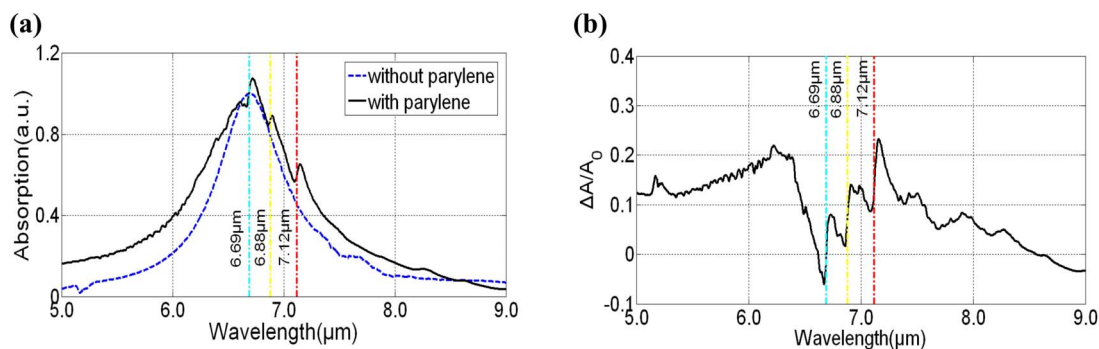 (a)
Absorption(a.u.)
1.2
0.8
0.4
0
without parylene
with parylene
6.69μm
6.88μm
7.12μm
5.0 6.0 7.0 8.0 9.0
Wavelength(μm)
(b)
ΔA/A0
0.4
0.3
0.2
0.1
0
-0.1
6.69μm
6.88μm
7.12μm
5.0 6.0 7.0 8.0 9.0
Wavelength(μm)